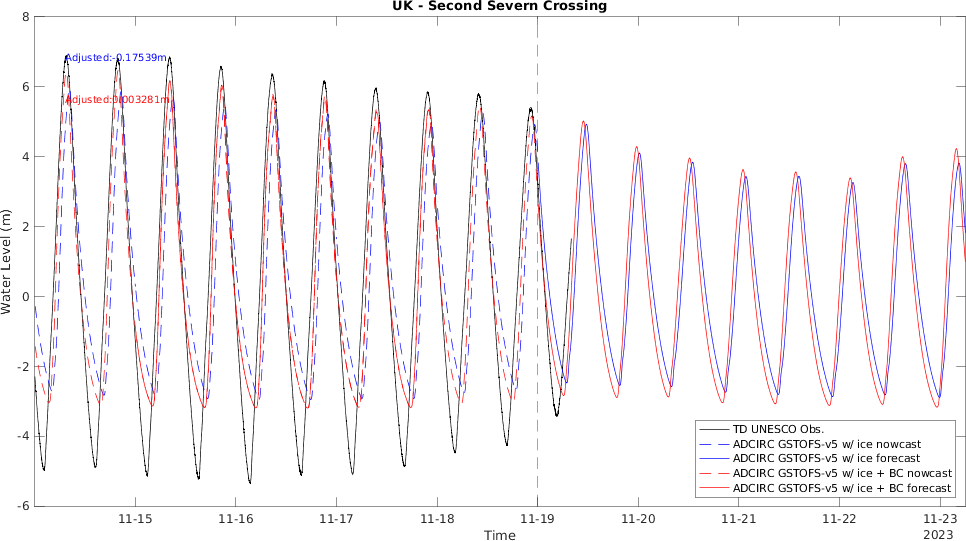 UK - Second Severn Crossing
8
6
4
2
0
-2
-4
-6
Water Level (m)
Adjusted:-0.17539m
Adjusted:0.003281m
TD UNESCO Obs.
ADCIRC GSTOFS-v5 w/ ice nowcast
ADCIRC GSTOFS-v5 w/ ice forecast
ADCIRC GSTOFS-v5 w/ ice + BC nowcast
ADCIRC GSTOFS-v5 w/ ice + BC forecast
11-15 11-16 11-17 11-18 11-19 11-20 11-21 11-22 11-23
Time
2023